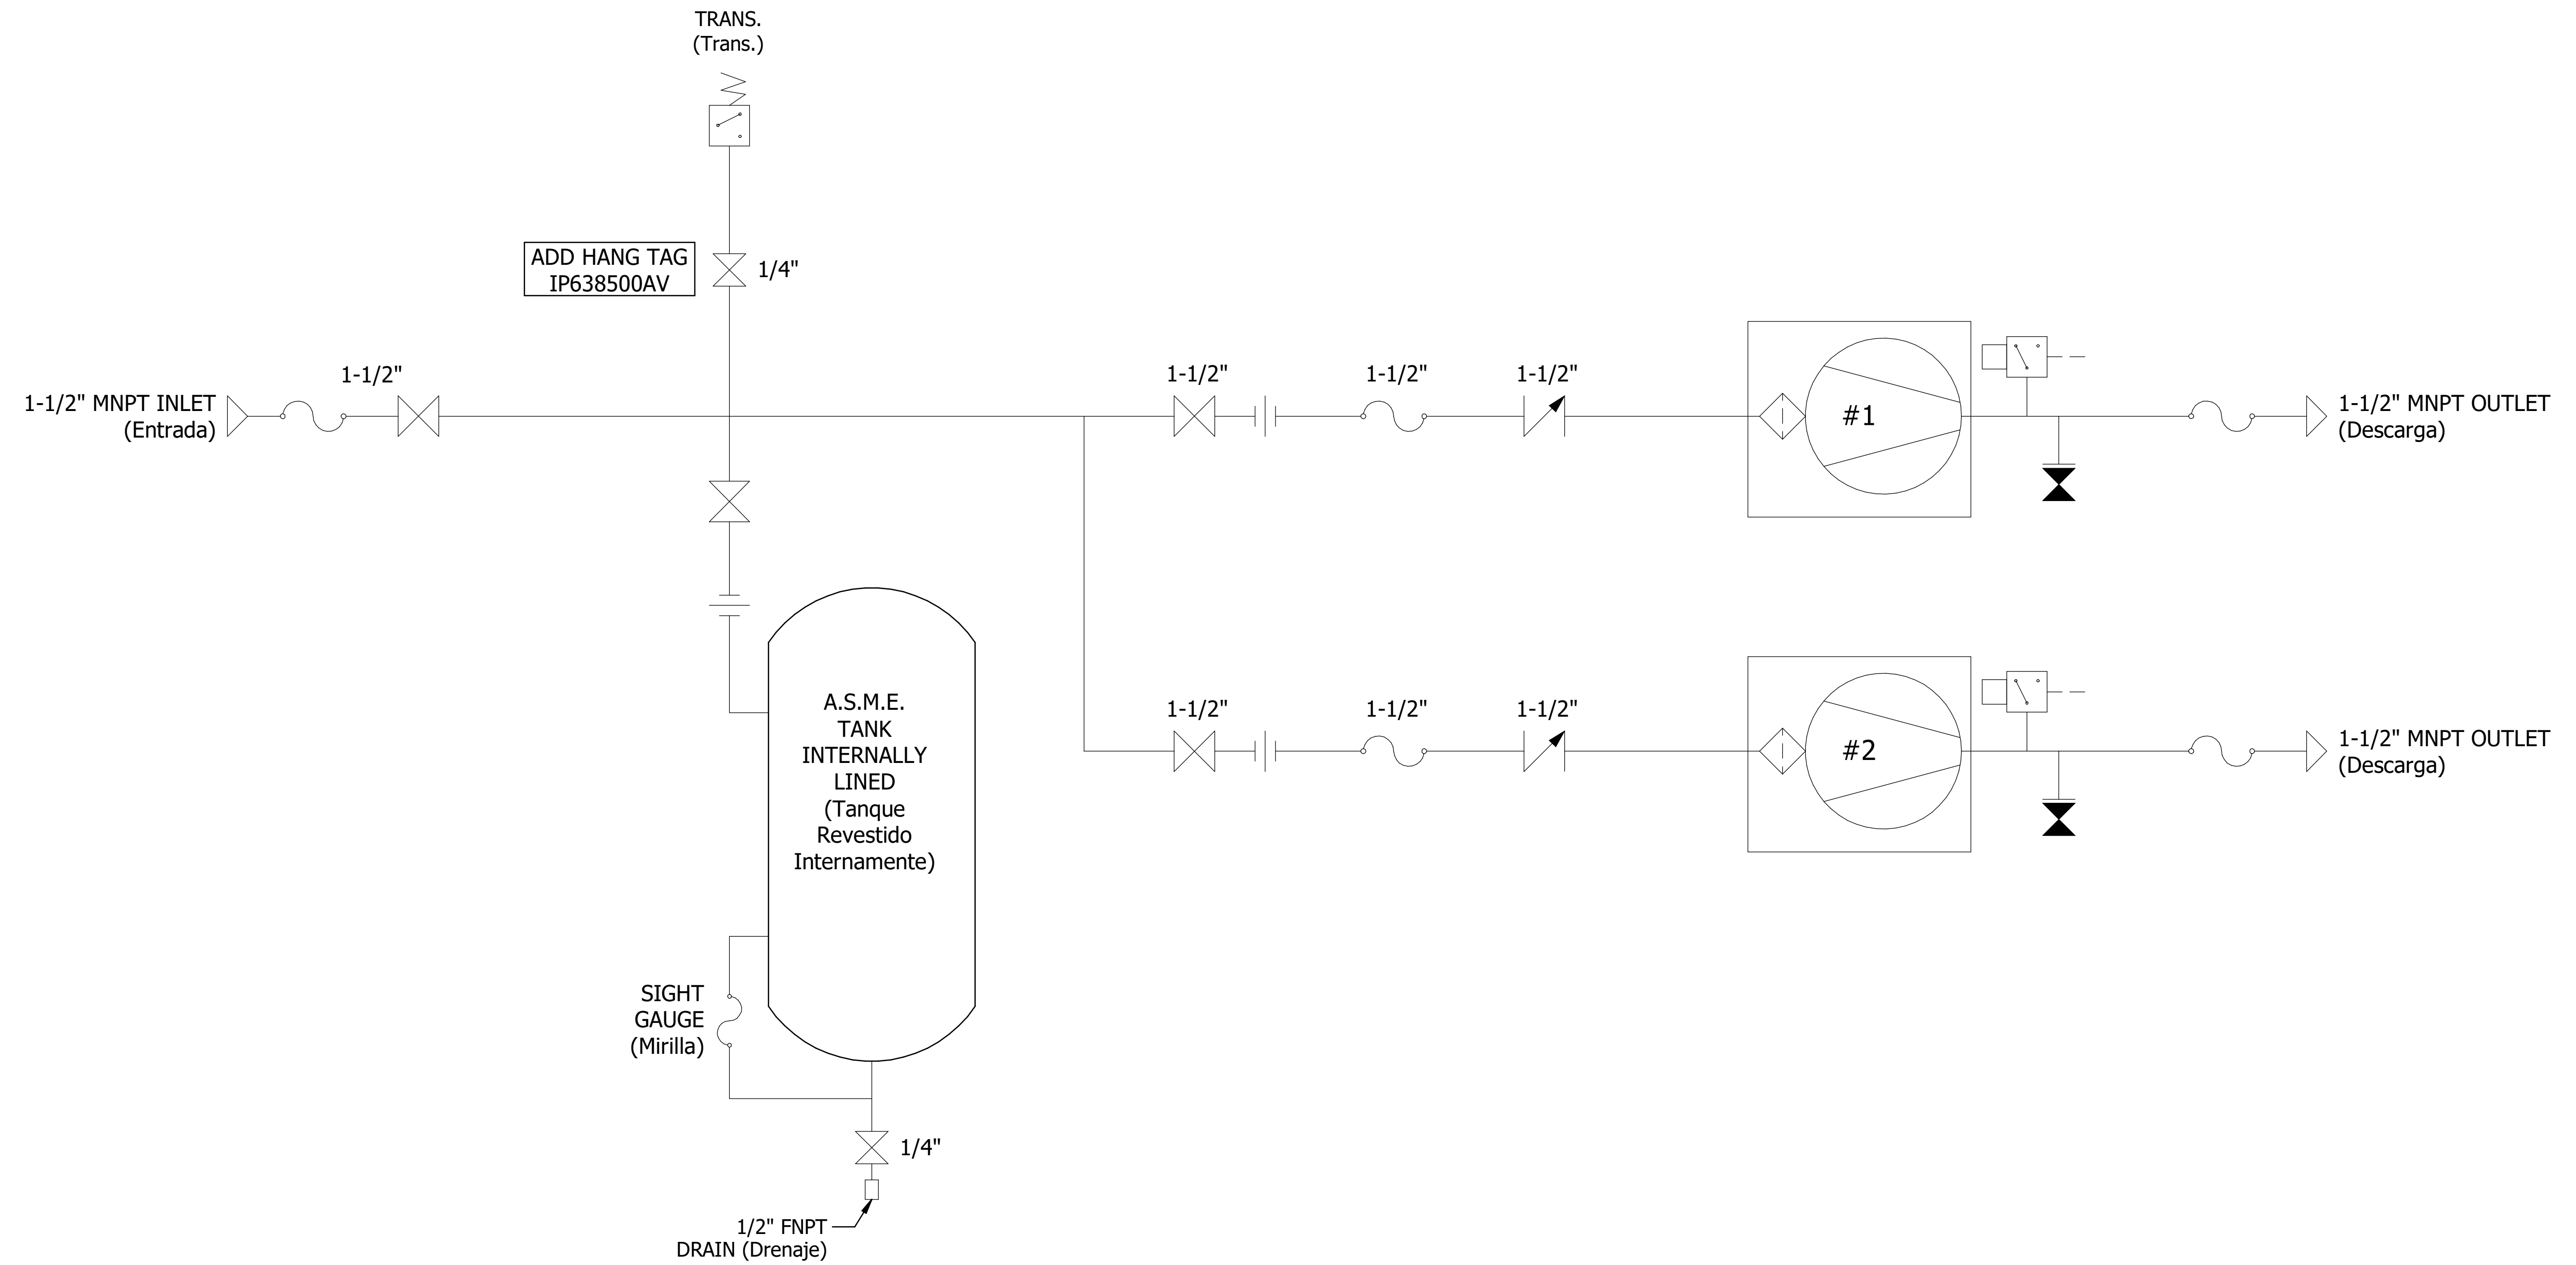 TRANS.
(Trans.)
ADD HANG TAG
IP638500AV
1/4"
1-1/2" MNPT INLET
(Entrada)
1-1/2"
1-1/2"
1-1/2"
1-1/2"
#1
1-1/2" MNPT OUTLET
(Descarga)
A.S.M.E.
TANK
INTERNALLY
LINED
(Tanque
Revestido
Internamente)
1-1/2"
1-1/2"
1-1/2"
#2
1-1/2" MNPT OUTLET
(Descarga)
SIGHT
GAUGE
(Mirilla)
1/4"
1/2" FNPT
DRAIN (Drenaje)